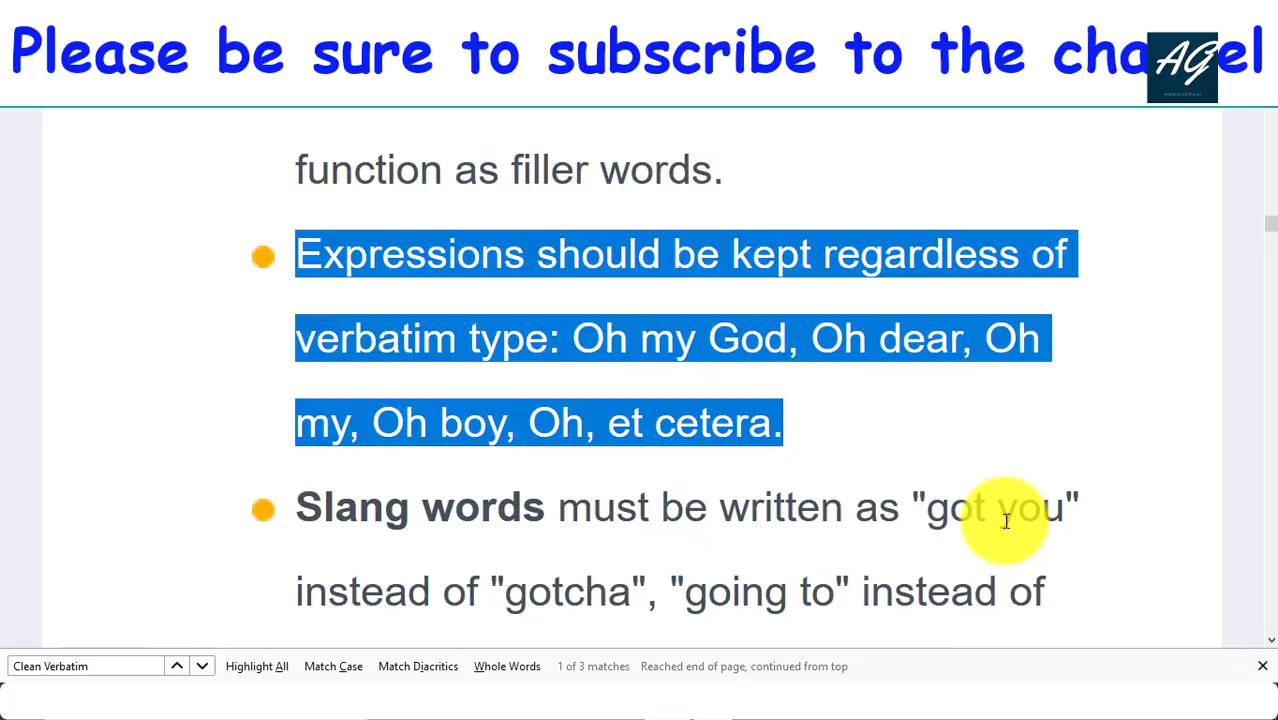 Please be sure to subscribe to the cha el
AG
function as filler words.
Expressions should be kept regardless of
verbatim type: Oh my God, Oh dear, Oh
my, Oh boy, Oh, et cetera.
Slang words must be written as "got you"
instead of "gotcha", "going to" instead of
Clean Verbatim Highlight All Match Case Match Diacritics Whole Words 1 of 3 matches Reached end of page, continued from top